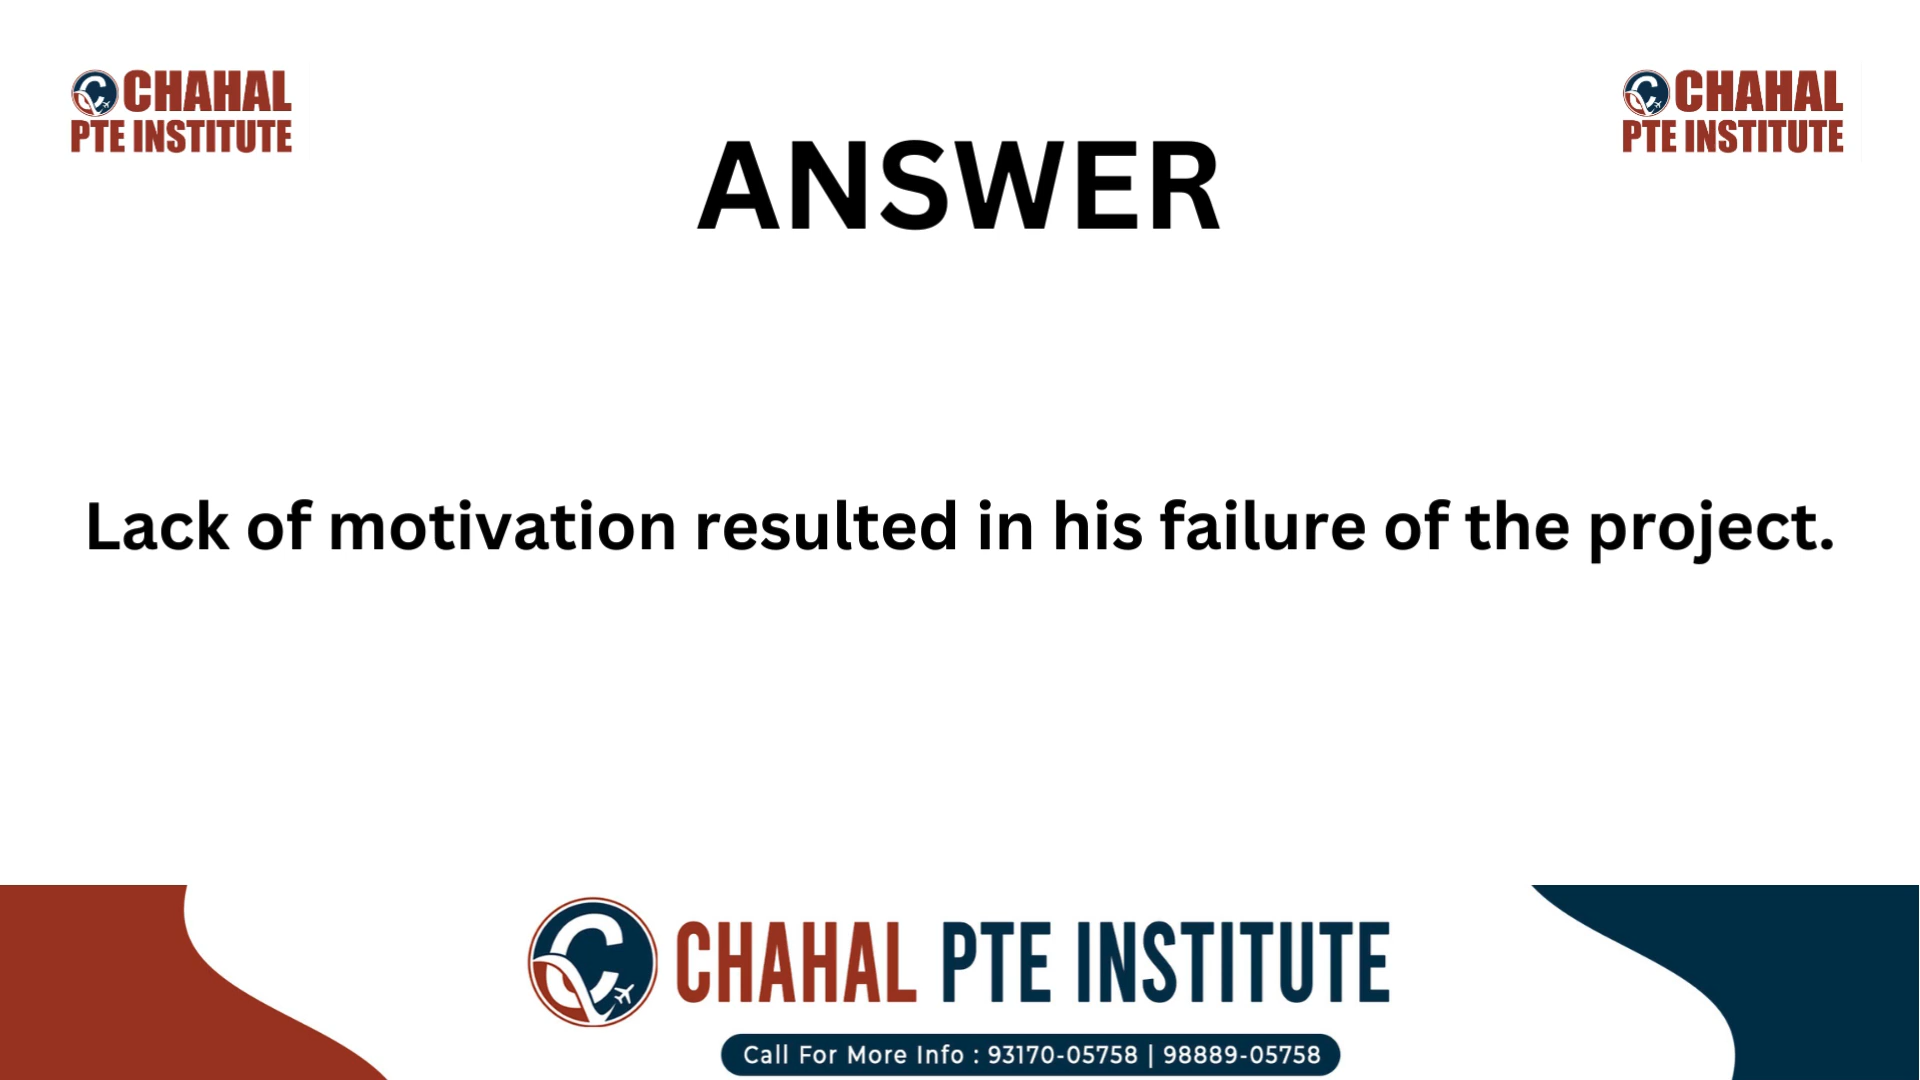 CHAHAL
PTE INSTITUTE
CHAHAL
PTE INSTITUTE
ANSWER
Lack of motivation resulted in his failure of the project.
CHAHAL PTE INSTITUTE
Call For More Info : 93170-05758 | 98889-05758